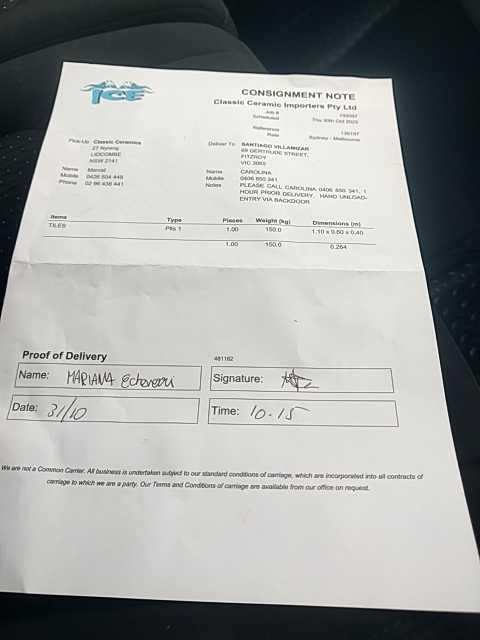 ICE
CONSIGNMENT NOTE
Classic Ceramic Importers Pty Ltd
Job # 192097
Scheduled Thu 30th Oct 2025
Reference 136197
Rate Sydney - Melbourne
Pick-Up Classic Ceramics
27 Nyrang
LIDCOMBE
NSW 2141
Name Marcel
Mobile 0426 504 449
Phone 02 96 438 441
Deliver To SANTIAGO VILLAMIZAR
69 GERTRUDE STREET,
FITZROY
VIC 3065
Name CAROLINA
Mobile 0406 850 341
Notes PLEASE CALL CAROLINA 0406 850 341, 1
HOUR PRIOR DELIVERY. HAND UNLOAD-
ENTRY VIA BACKDOOR
Items Type Pieces Weight (kg) Dimensions (m)
TILES Plte 1 1.00 150.0 1.10 x 0.60 x 0.40
1.00 150.0 0.264
Proof of Delivery 481162
Name: MARIANA Echeverri Signature:
Date: 31/10 Time: 10-15
We are not a Common Carrier. All business is undertaken subject to our standard conditions of carriage, which are incorporated into all contracts of
carriage to which we are a party. Our Terms and Conditions of carriage are available from our office on request.